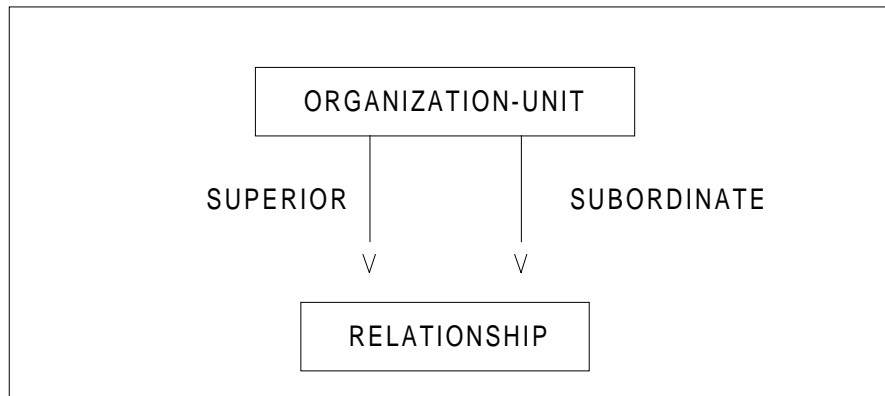 ORGANIZATION-UNIT
SUPERIOR SUBORDINATE
RELATIONSHIP